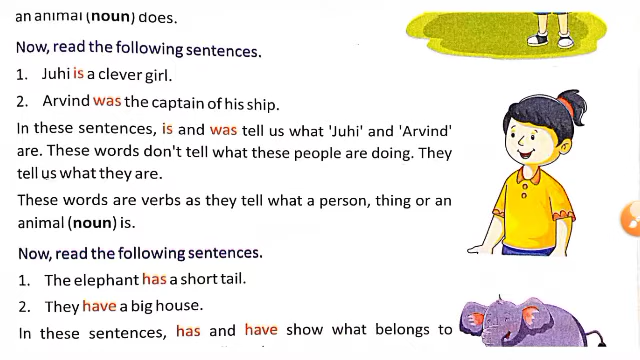 an animal (noun) does.
Now, read the following sentences.
1. Juhi is a clever girl.
2. Arvind was the captain of his ship.
In these sentences, is and was tell us what 'Juhi' and 'Arvind'
are. These words don't tell what these people are doing. They
tell us what they are.
These words are verbs as they tell what a person, thing or an
animal (noun) is.
Now, read the following sentences.
1. The elephant has a short tail.
2. They have a big house.
In these sentences, has and have show what belongs to